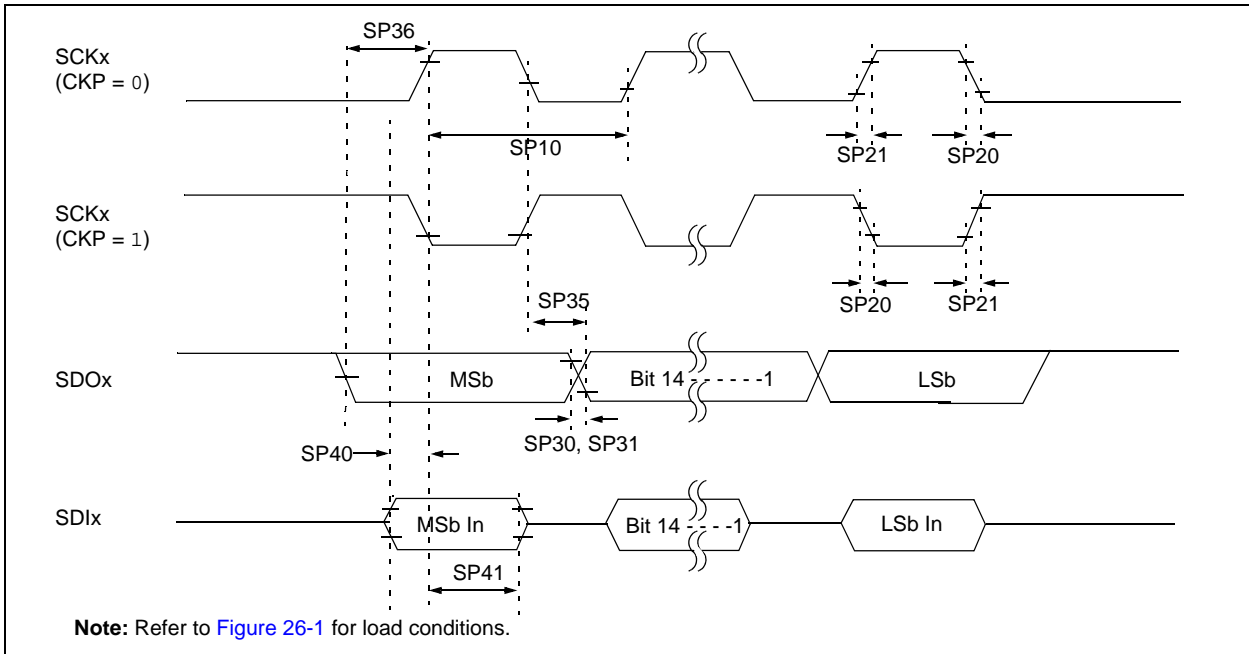 SP36
SCKx
(CKP = 0)
SP10
SP21
SP20
SCKx
(CKP = 1)
SP35
SP20
SP21
SDOx
MSb
Bit 14 - - - - - -1
LSb
SP40
SP30, SP31
SDIx
MSb In
Bit 14 - - - - -1
LSb In
SP41
Note: Refer to Figure 26-1 for load conditions.